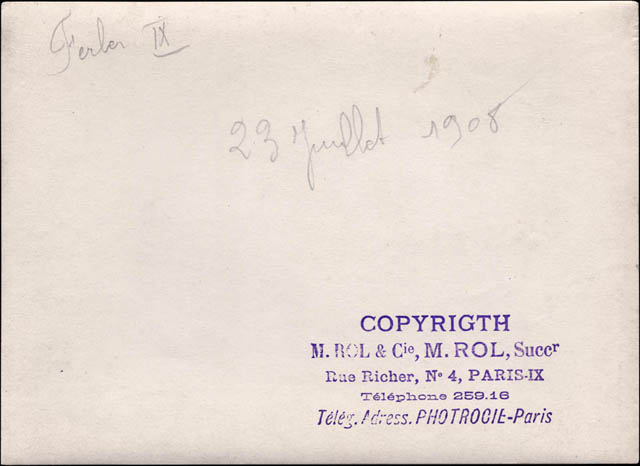 Ferber IX
23 Juillet 1908
COPYRIGTH
M. ROL & Cie, M. ROL, Succr
Rue Richer, No 4, PARIS-IX
Téléphone 259.16
Télég. Adress. PHOTROCIE-Paris